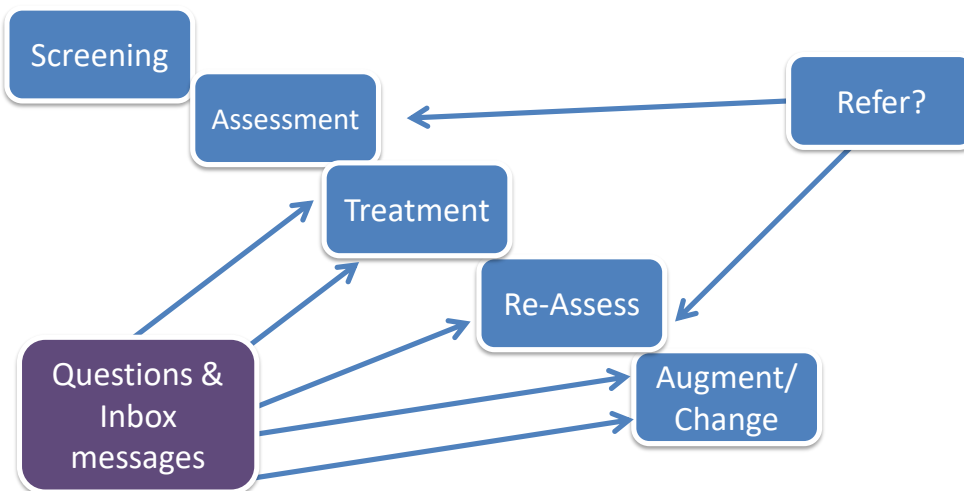 Screening
Assessment
Refer?
Treatment
Re-Assess
Questions &
Inbox
messages
Augment/
Change